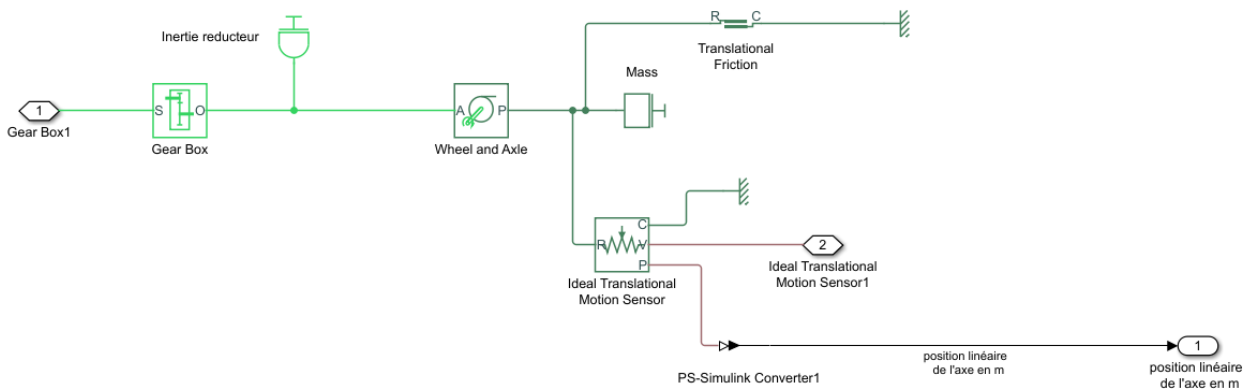 Inertie reducteur
R
C
Translational
Friction
Mass
1
Gear Box1
S
O
Gear Box
A
P
Wheel and Axle
C
R
V
P
Ideal Translational
Motion Sensor
2
Ideal Translational
Motion Sensor1
PS-Simulink Converter1
position linéaire
de l'axe en m
1
position linéaire
de l'axe en m